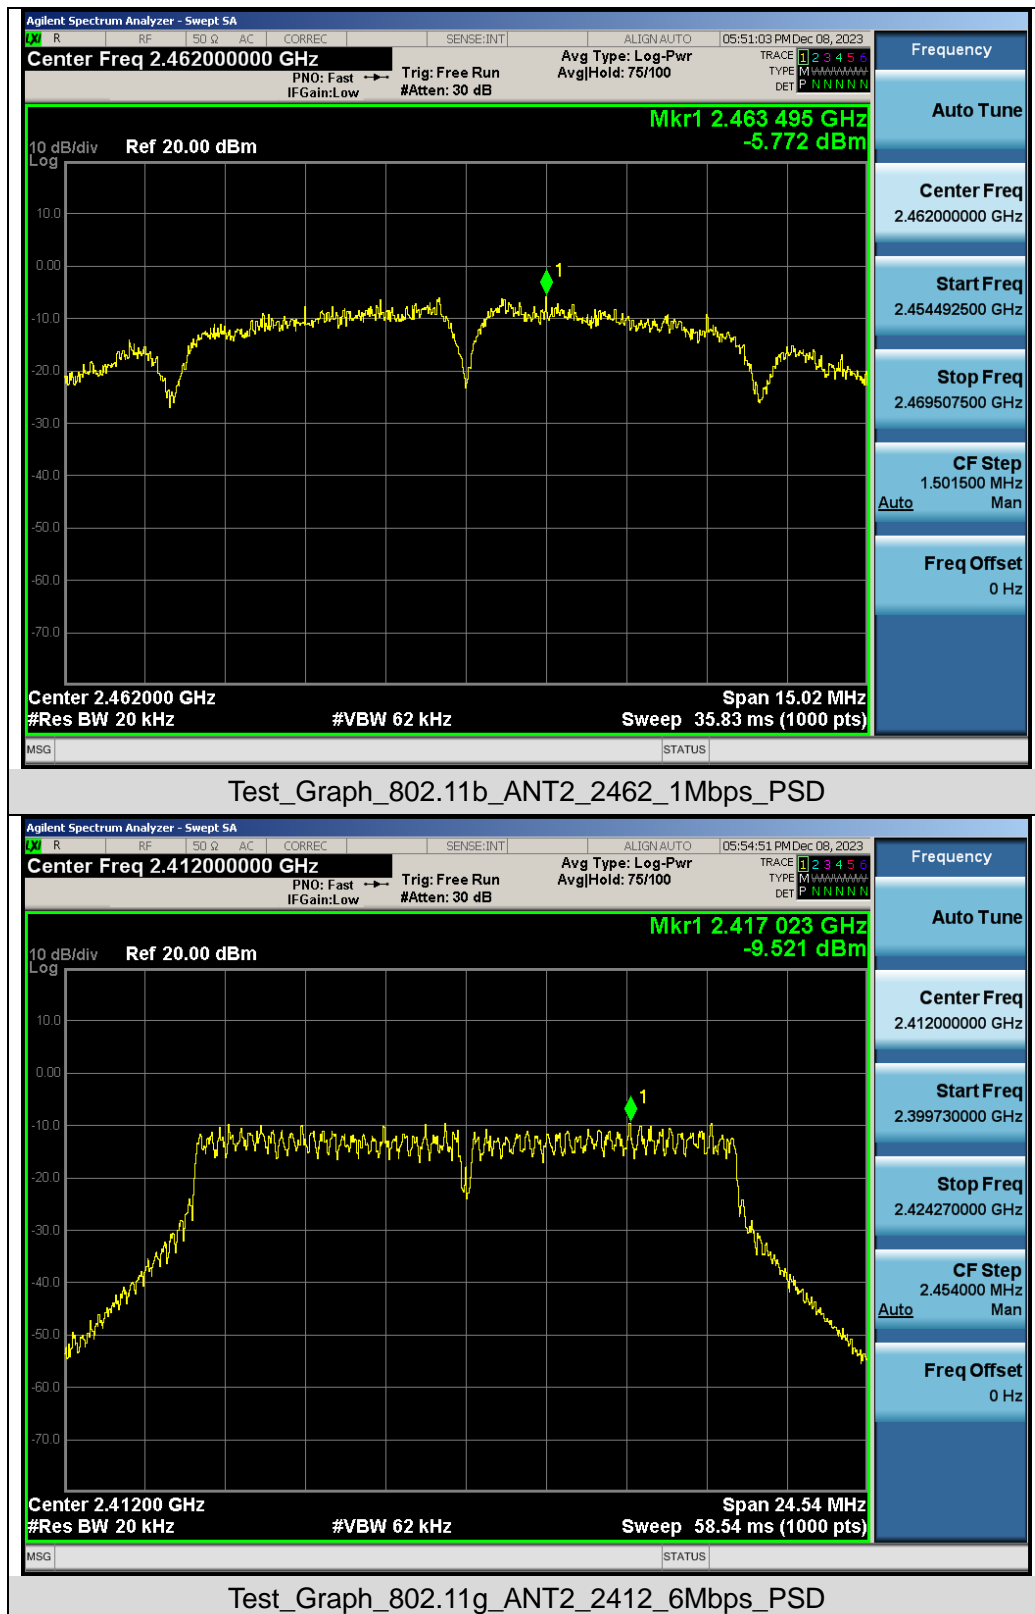 Agilent Spectrum Analyzer - Swept SA
LXI R RF 50 Ω AC CORREC SENSE:INT ALIGN AUTO 05:51:03 PM Dec 08, 2023
Center Freq 2.462000000 GHz
PNO: Fast
IFGain:Low
Trig: Free Run
#Atten: 30 dB
Avg Type: Log-Pwr
Avg|Hold: 75/100
TRACE 1 2 3 4 5 6
TYPE M WWWWW
DET P N N N N N
Mkr1 2.463 495 GHz
-5.772 dBm
10 dB/div Ref 20.00 dBm
Log
10.0
0.00
-10.0
-20.0
-30.0
-40.0
-50.0
-60.0
-70.0
1
Center 2.462000 GHz Span 15.02 MHz
#Res BW 20 kHz #VBW 62 kHz Sweep 35.83 ms (1000 pts)
MSG STATUS
Frequency
Auto Tune
Center Freq
2.462000000 GHz
Start Freq
2.454492500 GHz
Stop Freq
2.469507500 GHz
CF Step
1.501500 MHz
Auto Man
Freq Offset
0 Hz
Test_Graph_802.11b_ANT2_2462_1Mbps_PSD
Agilent Spectrum Analyzer - Swept SA
LXI R RF 50 Ω AC CORREC SENSE:INT ALIGN AUTO 05:54:51 PM Dec 08, 2023
Center Freq 2.412000000 GHz
PNO: Fast
IFGain:Low
Trig: Free Run
#Atten: 30 dB
Avg Type: Log-Pwr
Avg|Hold: 75/100
TRACE 1 2 3 4 5 6
TYPE M WWWWW
DET P N N N N N
Mkr1 2.417 023 GHz
-9.521 dBm
10 dB/div Ref 20.00 dBm
Log
10.0
0.00
-10.0
-20.0
-30.0
-40.0
-50.0
-60.0
-70.0
1
Center 2.41200 GHz Span 24.54 MHz
#Res BW 20 kHz #VBW 62 kHz Sweep 58.54 ms (1000 pts)
MSG STATUS
Frequency
Auto Tune
Center Freq
2.412000000 GHz
Start Freq
2.399730000 GHz
Stop Freq
2.424270000 GHz
CF Step
2.454000 MHz
Auto Man
Freq Offset
0 Hz
Test_Graph_802.11g_ANT2_2412_6Mbps_PSD